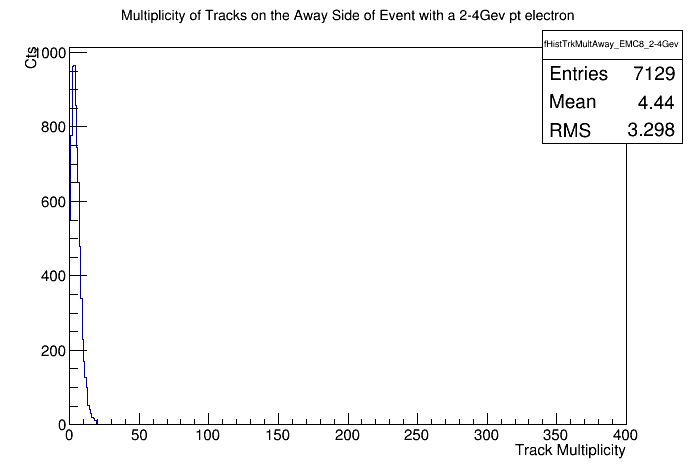 Multiplicity of Tracks on the Away Side of Event with a 2-4Gev pt electron
fHistTrkMultAway_EMC8_2-4Gev
Entries 7129
Mean 4.44
RMS 3.298
Cts
1000
800
600
400
200
0
0 50 100 150 200 250 300 350 400
Track Multiplicity